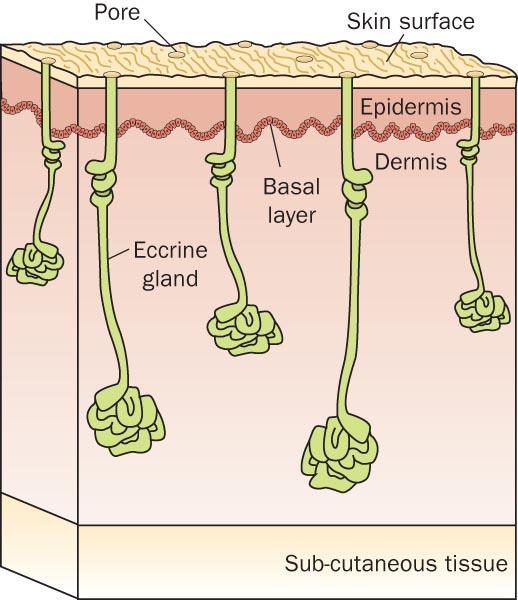 Pore
Skin surface
Epidermis
Dermis
Basal
layer
Eccrine
gland
Sub-cutaneous tissue